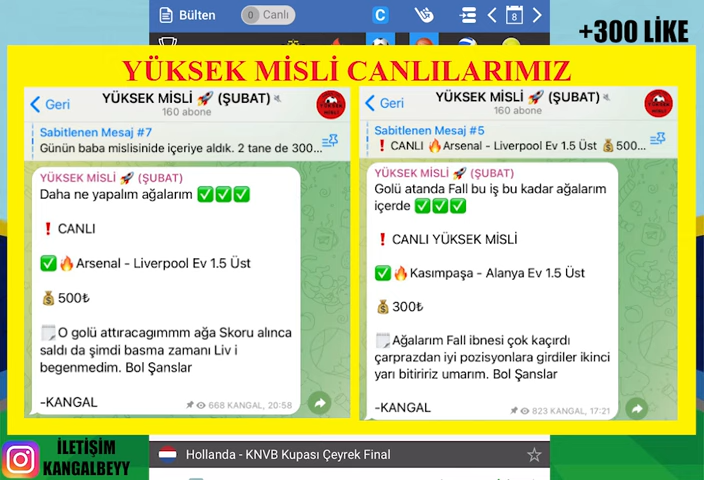 Bülten
0 Canlı
C
8
+300 LİKE
YÜKSEK MİSLİ CANLILARIMIZ
Geri
YÜKSEK MİSLİ 🚀 (ŞUBAT)
160 abone
Sabitlenen Mesaj #7
Günün baba mislisinide içeriye aldık. 2 tane de 300...
YÜKSEK MİSLİ 🚀 (ŞUBAT)
Daha ne yapalım ağalarım ✅✅✅
❗ CANLI
✅🔥Arsenal - Liverpool Ev 1.5 Üst
💰500₺
🗒O golü attıracagımmm ağa Skoru alınca
saldı da şimdi basma zamanı Liv i
begenmedim. Bol Şanslar
-KANGAL
668 KANGAL, 20:58
Geri
YÜKSEK MİSLİ 🚀 (ŞUBAT)
160 abone
Sabitlenen Mesaj #5
❗ CANLI 🔥Arsenal - Liverpool Ev 1.5 Üst 💰500...
YÜKSEK MİSLİ 🚀 (ŞUBAT)
Golü atanda Fall bu iş bu kadar ağalarım
içerde ✅✅✅
❗ CANLI YÜKSEK MİSLİ
✅🔥Kasımpaşa - Alanya Ev 1.5 Üst
💰300₺
🗒Ağalarım Fall ibnesi çok kaçırdı
çarprazdan iyi pozisyonlara girdiler ikinci
yarı bitiririz umarım. Bol Şanslar
-KANGAL
823 KANGAL, 17:21
İLETİŞİM
KANGALBEYY
Hollanda - KNVB Kupası Çeyrek Final